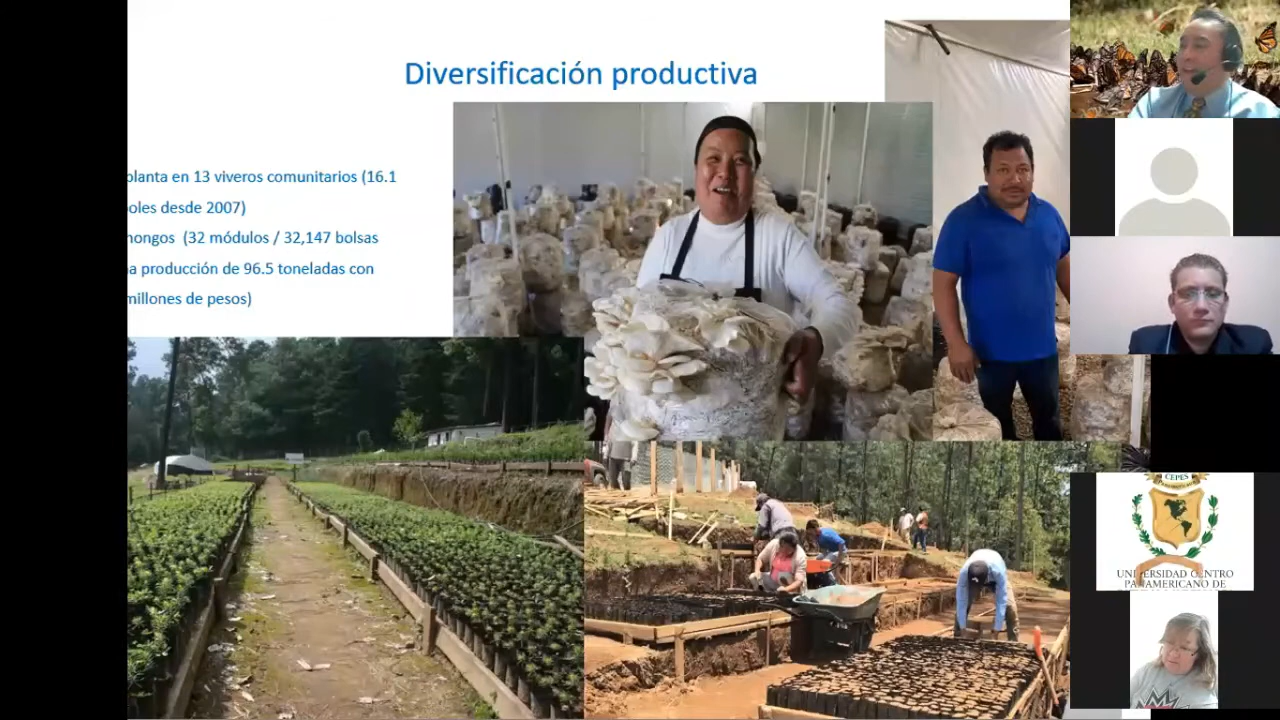 Diversificación productiva
planta en 13 viveros comunitarios (16.1
oles desde 2007)
hongos (32 módulos / 32,147 bolsas
a producción de 96.5 toneladas con
millones de pesos)
CEPES
UNIVERSIDAD CENTRO
PANAMERICANO DE